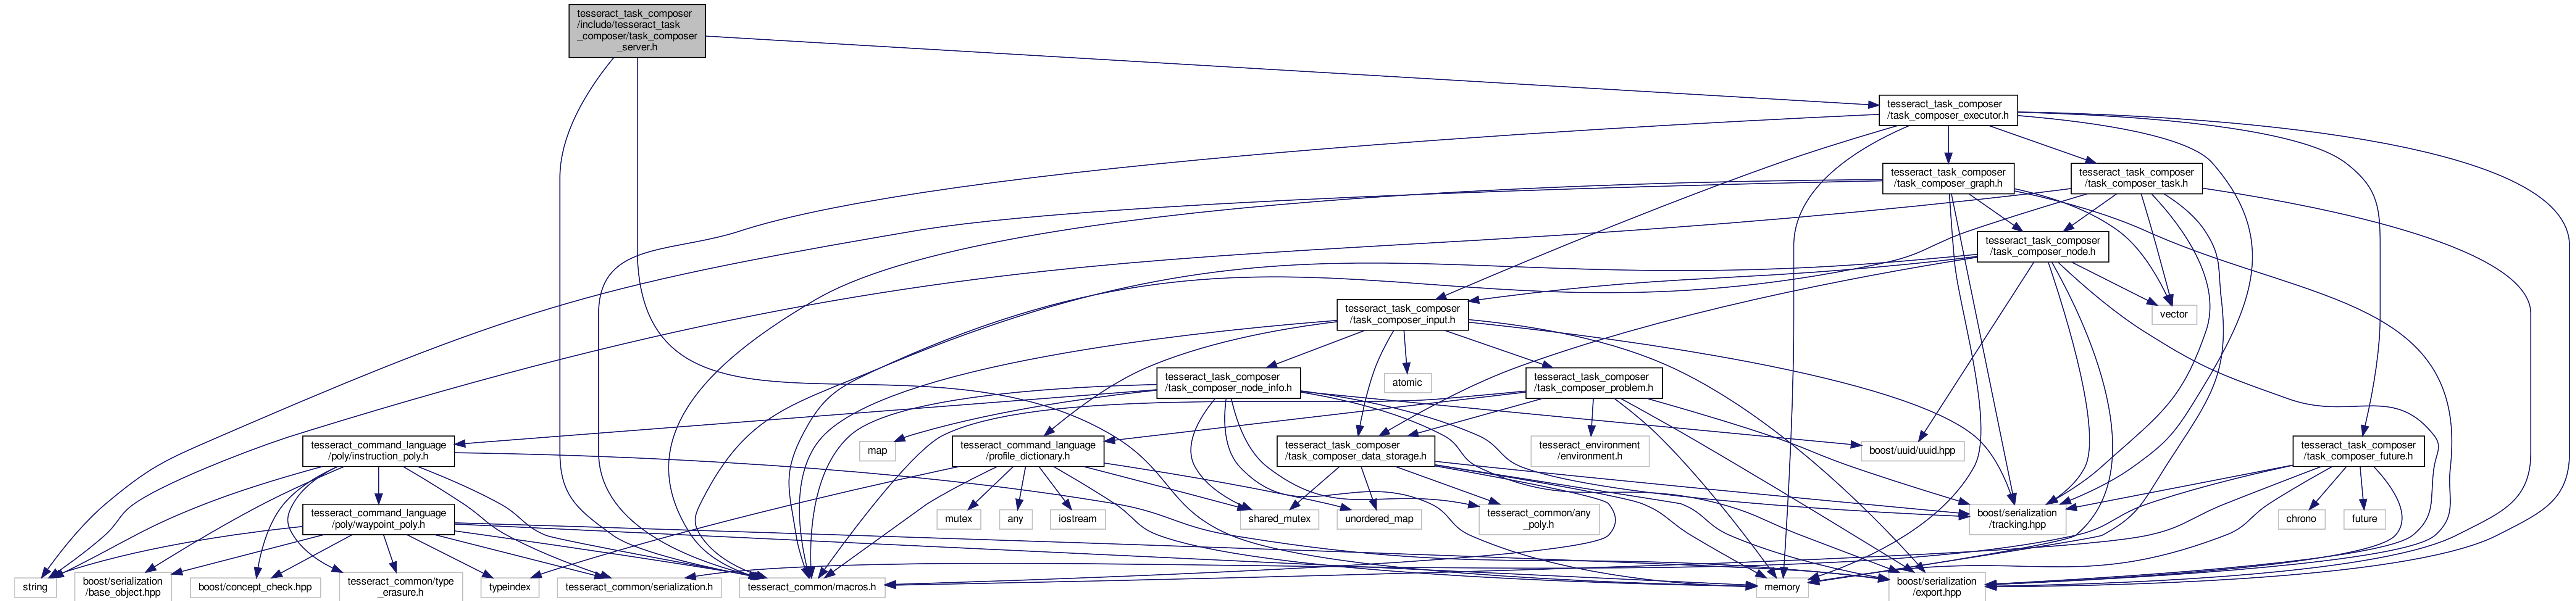 tesseract_task_composer
/include/tesseract_task
_composer/task_composer
_server.h
tesseract_task_composer
/task_composer_executor.h
tesseract_task_composer
/task_composer_graph.h
tesseract_task_composer
/task_composer_task.h
tesseract_task_composer
/task_composer_node.h
tesseract_task_composer
/task_composer_input.h
vector
tesseract_task_composer
/task_composer_node_info.h
atomic
tesseract_task_composer
/task_composer_problem.h
tesseract_command_language
/poly/instruction_poly.h
map
tesseract_command_language
/profile_dictionary.h
tesseract_task_composer
/task_composer_data_storage.h
tesseract_environment
/environment.h
boost/uuid/uuid.hpp
tesseract_task_composer
/task_composer_future.h
tesseract_command_language
/poly/waypoint_poly.h
mutex
any
iostream
shared_mutex
unordered_map
tesseract_common/any
_poly.h
boost/serialization
/tracking.hpp
chrono
future
string
boost/serialization
/base_object.hpp
boost/concept_check.hpp
tesseract_common/type
_erasure.h
typeindex
tesseract_common/serialization.h
tesseract_common/macros.h
memory
boost/serialization
/export.hpp